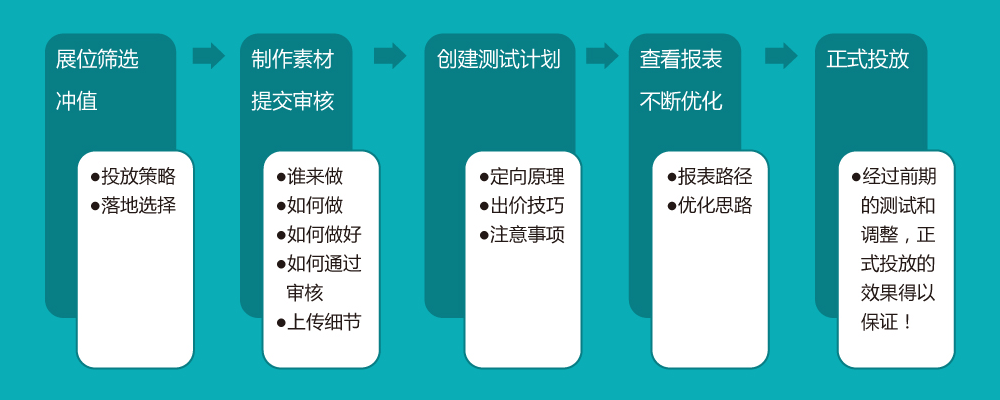 展位筛选
冲值
●投放策略
●落地选择
制作素材
提交审核
●谁来做
●如何做
●如何做好
●如何通过
审核
●上传细节
创建测试计划
●定向原理
●出价技巧
●注意事项
查看报表
不断优化
●报表路径
●优化思路
正式投放
●经过前期
的测试和
调整，正
式投放的
效果得以
保证！